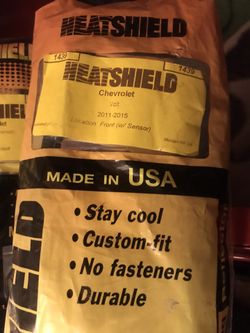 HEATSHIELD
1439
1439
HEATSHIELD
Chevrolet
Volt
2011-2015
Location: Front (w/ Sensor)
MADE IN USA
• Stay cool
• Custom-fit
• No fasteners
• Durable